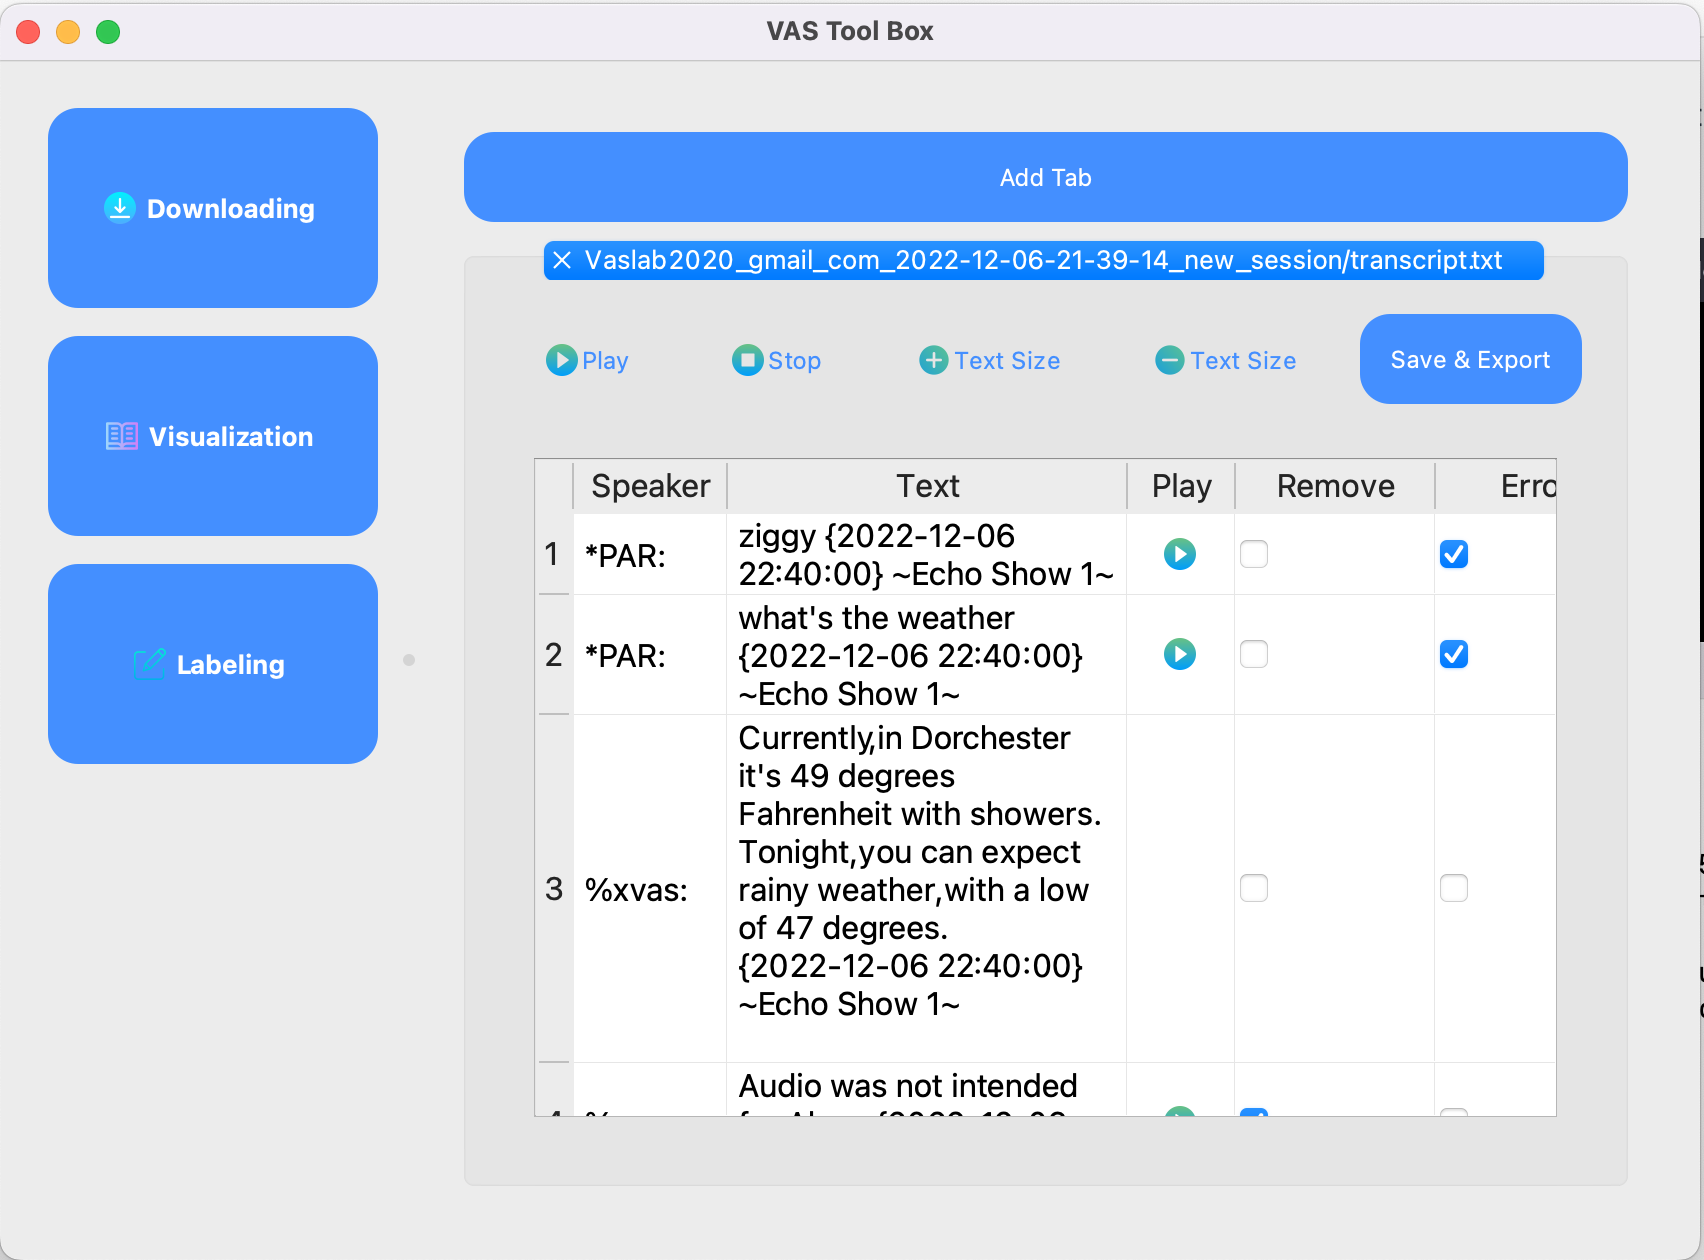 VAS Tool Box
Downloading
Visualization
Labeling
Add Tab
Vaslab2020_gmail_com_2022-12-06-21-39-14_new_session/transcript.txt
Play
Stop
Text Size
Text Size
Save & Export
Speaker Text Play Remove Erro
1 *PAR: ziggy {2022-12-06
22:40:00} ~Echo Show 1~
2 *PAR: what's the weather
{2022-12-06 22:40:00}
~Echo Show 1~
3 %xvas: Currently,in Dorchester
it's 49 degrees
Fahrenheit with showers.
Tonight,you can expect
rainy weather,with a low
of 47 degrees.
{2022-12-06 22:40:00}
~Echo Show 1~
Audio was not intended